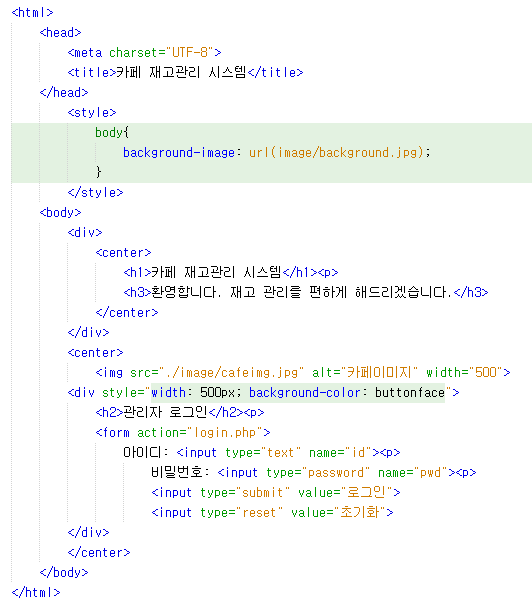 <html>
<head>
<meta charset="UTF-8">
<title>카페 재고관리 시스템</title>
</head>
<style>
body{
background-image: url(image/background.jpg);
}
</style>
<body>
<div>
<center>
<h1>카페 재고관리 시스템</h1><p>
<h3>환영합니다. 재고 관리를 편하게 해드리겠습니다.</h3>
</center>
</div>
<center>
<img src="./image/cafeimg.jpg" alt="카페이미지" width="500">
<div style="width: 500px; background-color: buttonface">
<h2>관리자 로그인</h2><p>
<form action="login.php">
아이디: <input type="text" name="id"><p>
비밀번호: <input type="password" name="pwd"><p>
<input type="submit" value="로그인">
<input type="reset" value="초기화">
</div>
</center>
</body>
</html>